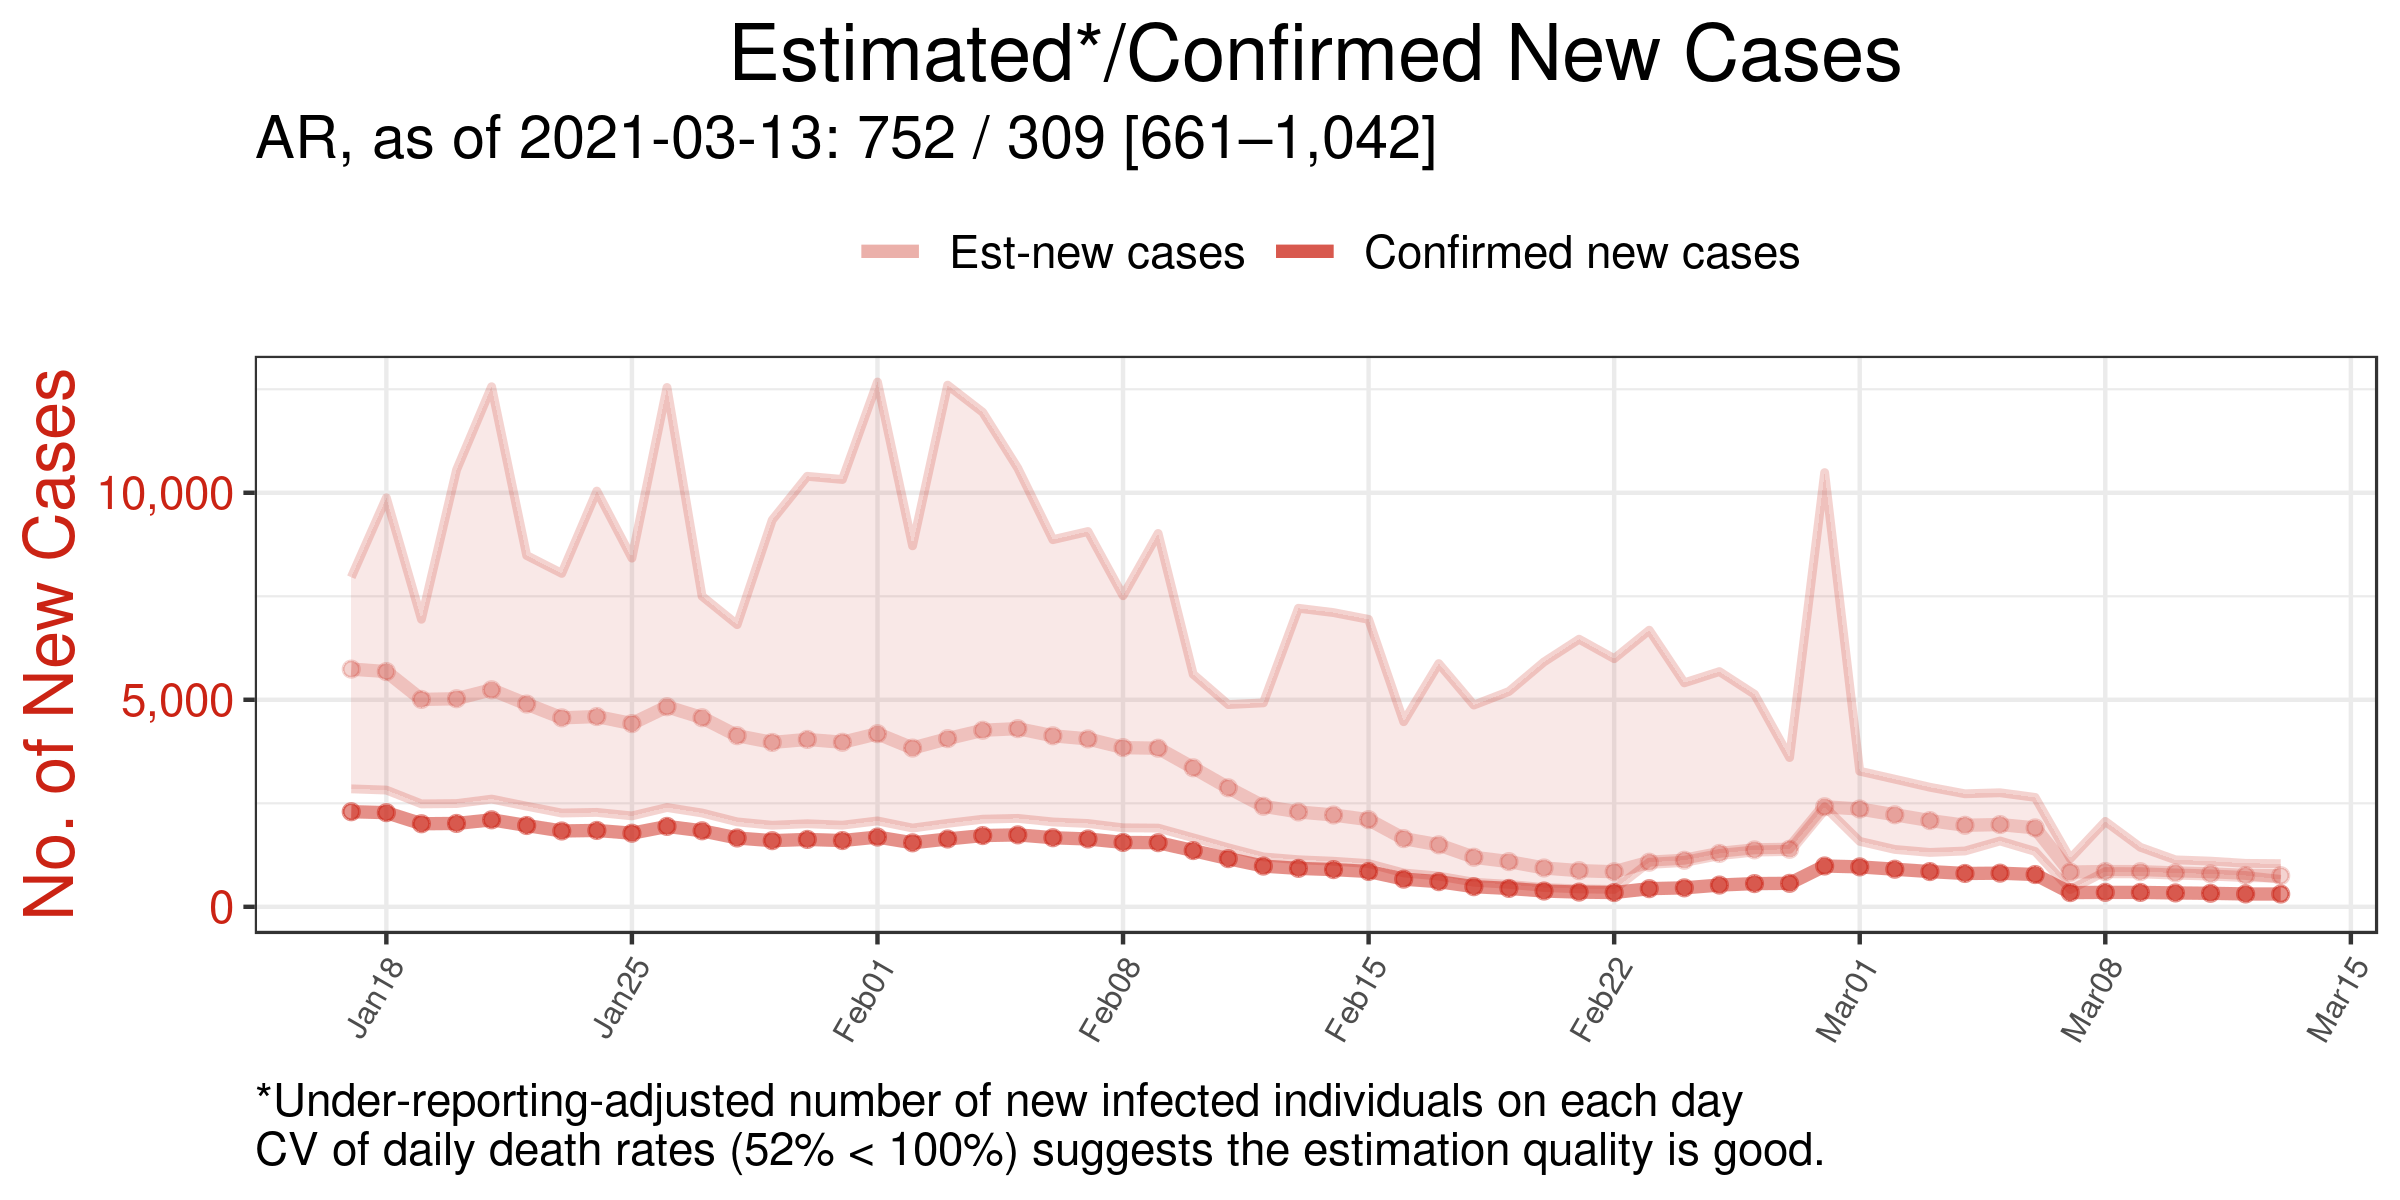 Estimated*/Confirmed New Cases
AR, as of 2021-03-13: 752 / 309 [661–1,042]
Est-new cases
Confirmed new cases
No. of New Cases
10,000
5,000
0
Jan18
Jan25
Feb01
Feb08
Feb15
Feb22
Mar01
Mar08
Mar15
*Under-reporting-adjusted number of new infected individuals on each day
CV of daily death rates (52% < 100%) suggests the estimation quality is good.